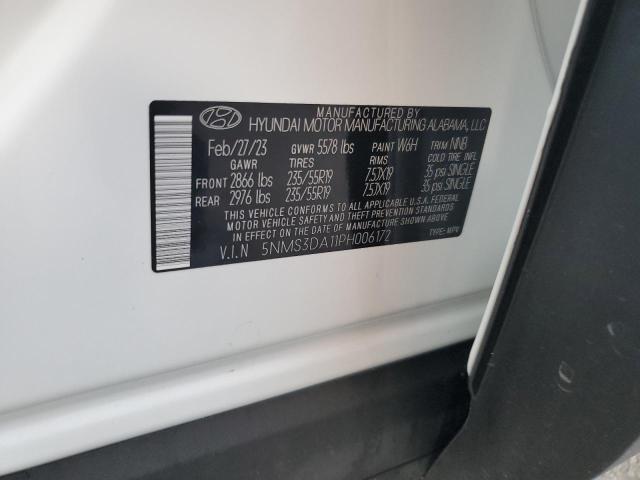 MANUFACTURED BY
HYUNDAI MOTOR MANUFACTURING ALABAMA, LLC
Feb/27/23 GVWR 5578 lbs PAINT W6H TRIM NNB
GAWR TIRES RIMS COLD TIRE INFL
FRONT 2866 lbs 235/55R19 7.5JX19 35 psi SINGLE
REAR 2976 lbs 235/55R19 7.5JX19 35 psi SINGLE
THIS VEHICLE CONFORMS TO ALL APPLICABLE U.S.A. FEDERAL
MOTOR VEHICLE SAFETY, BUMPER, AND THEFT
PREVENTION STANDARDS IN EFFECT ON THE DATE OF
MANUFACTURE SHOWN ABOVE.
V.I.N 5NMS3DA11PH006172 TYPE: MPV